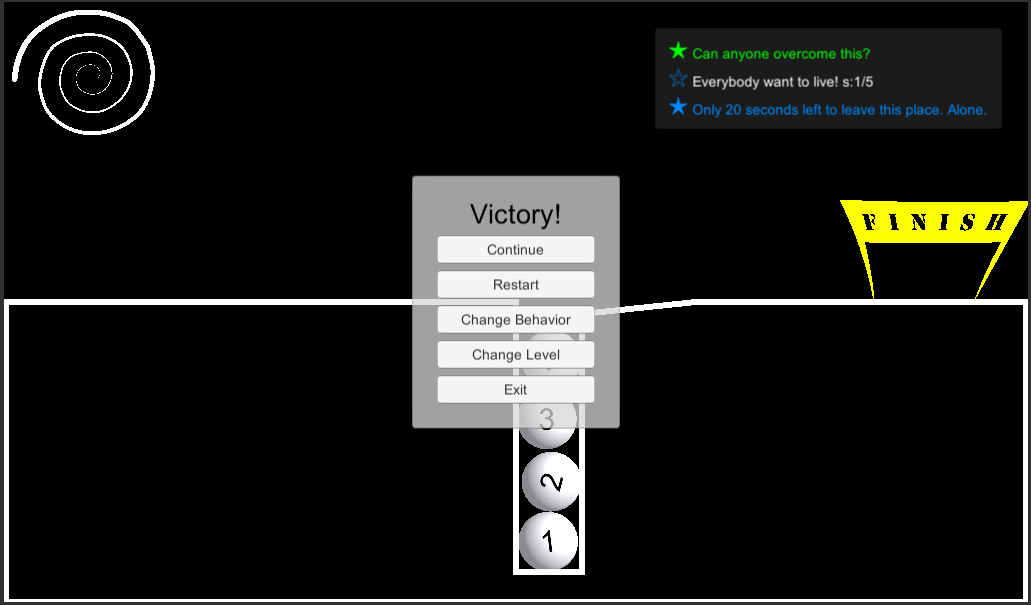 Can anyone overcome this?
Everybody want to live! s:1/5
Only 20 seconds left to leave this place. Alone.
FINISH
Victory!
Continue
Restart
Change Behavior
Change Level
Exit
3
2
1